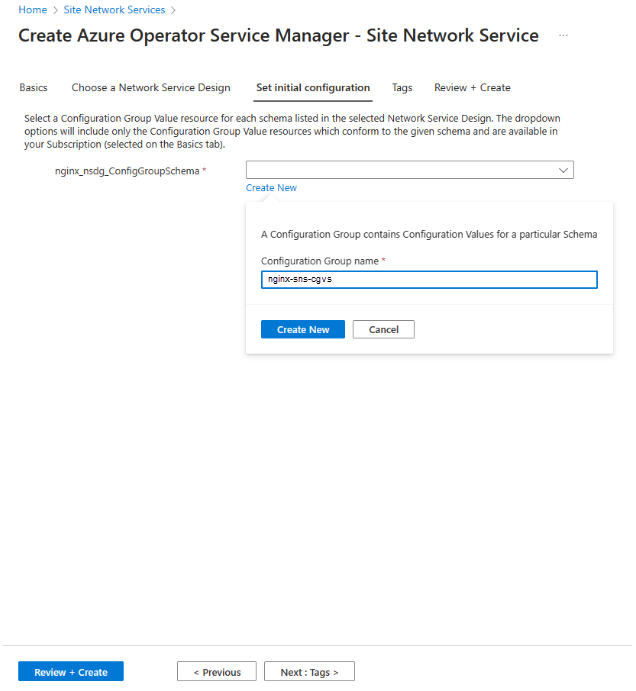 Home > Site Network Services >
Create Azure Operator Service Manager - Site Network Service ...
Basics Choose a Network Service Design Set initial configuration Tags Review + Create
Select a Configuration Group Value resource for each schema listed in the selected Network Service Design. The dropdown
options will include only the Configuration Group Value resources which conform to the given schema and are available in
your Subscription (selected on the Basics tab).
nginx_nsdg_ConfigGroupSchema *
Create New
A Configuration Group contains Configuration Values for a particular Schema
Configuration Group name *
nginx-sns-cgvs
Create New Cancel
Review + Create < Previous Next : Tags >